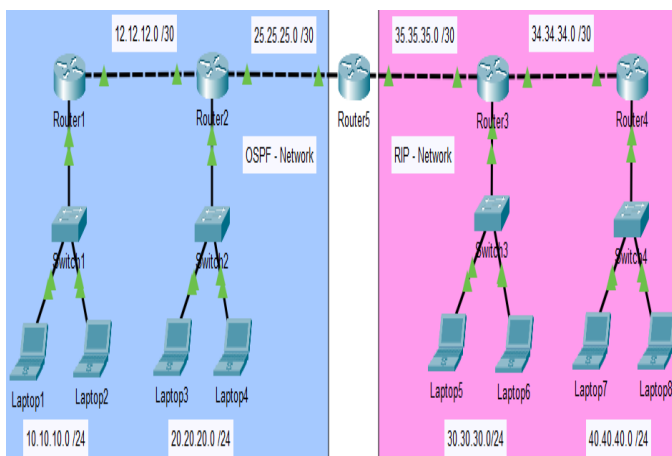 12.12.12.0 /30
25.25.25.0 /30
35.35.35.0 /30
34.34.34.0 /30
Router1
Router2
Router5
Router3
Router4
OSPF - Network
RIP - Network
Switch1
Switch2
Switch3
Switch4
Laptop1
Laptop2
Laptop3
Laptop4
Laptop5
Laptop6
Laptop7
Laptop8
10.10.10.0 /24
20.20.20.0 /24
30.30.30.0/24
40.40.40.0 /24